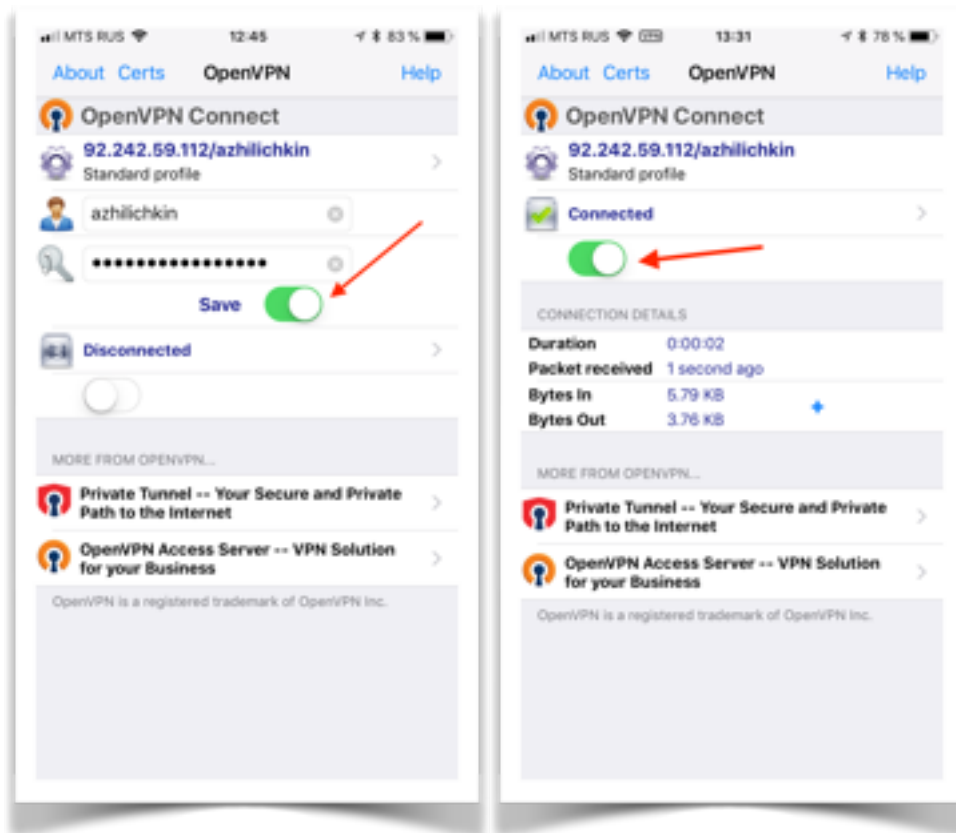 MTS RUS 12:45 83 %
About Certs OpenVPN Help
OpenVPN Connect
92.242.59.112/azhilichkin
Standard profile
azhilichkin
••••••••••••••••
Save
Disconnected
MORE FROM OPENVPN...
Private Tunnel -- Your Secure and Private
Path to the Internet
OpenVPN Access Server -- VPN Solution
for your Business
OpenVPN is a registered trademark of OpenVPN Inc.
MTS RUS VPN 13:31 78 %
About Certs OpenVPN Help
OpenVPN Connect
92.242.59.112/azhilichkin
Standard profile
Connected
CONNECTION DETAILS
Duration 0:00:02
Packet received 1 second ago
Bytes In 5.79 KB
Bytes Out 3.76 KB
MORE FROM OPENVPN...
Private Tunnel -- Your Secure and Private
Path to the Internet
OpenVPN Access Server -- VPN Solution
for your Business
OpenVPN is a registered trademark of OpenVPN Inc.